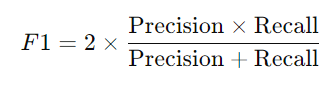 F1 = 2 × Precision × Recall / Precision + Recall